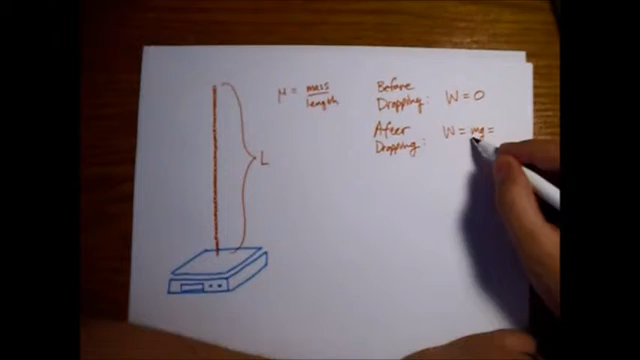 μ = mass
length
L
Before
Dropping: W = 0
After
Dropping: W = mg =